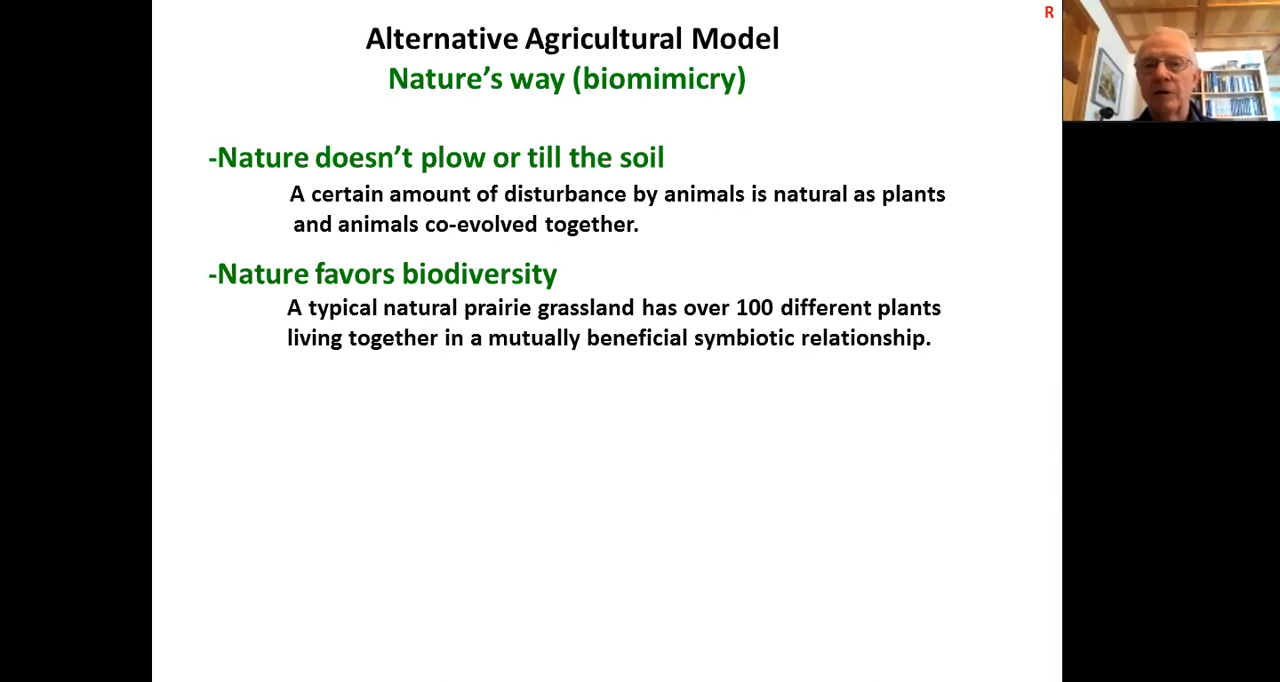 Alternative Agricultural Model
R
Nature’s way (biomimicry)
-Nature doesn’t plow or till the soil
A certain amount of disturbance by animals is natural as plants
and animals co-evolved together.
-Nature favors biodiversity
A typical natural prairie grassland has over 100 different plants
living together in a mutually beneficial symbiotic relationship.